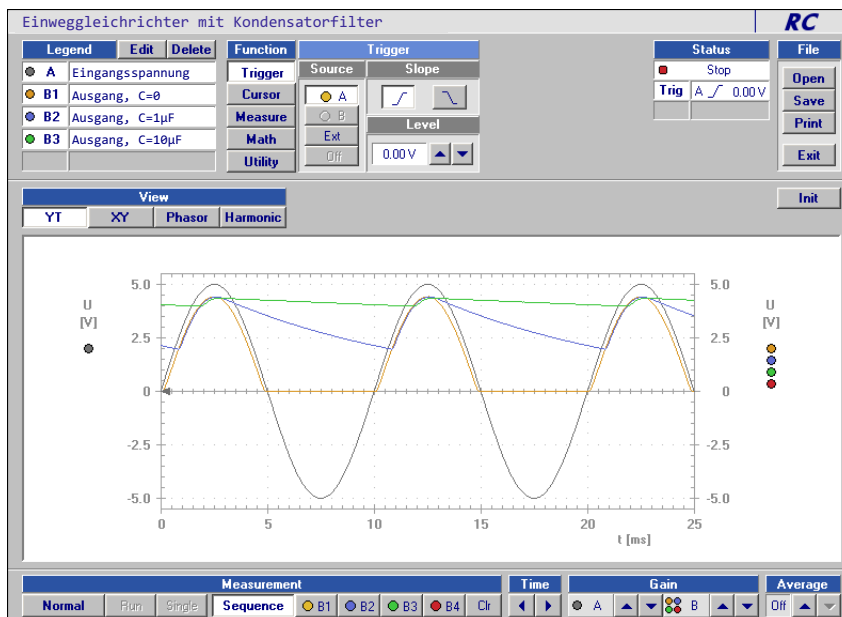 Einweggleichrichter mit Kondensatorfilter RC
Legend Edit Delete Function Trigger Status File
A Eingangsspannung Trigger Source Slope Stop Open
B1 Ausgang, C=0 Cursor A Trig A 0.00 V Save
B2 Ausgang, C=1µF Measure B Level Print
B3 Ausgang, C=10µF Math Ext 0.00 V
Utility Off Exit
View Init
YT XY Phasor Harmonic
5.0 5.0
U U
[V] [V]
2.5 2.5
0 0
-2.5 -2.5
-5.0 -5.0
0 5 10 15 20 25
t [ms]
Measurement Time Gain Average
Normal Run Single Sequence B1 B2 B3 B4 Clr A B Off